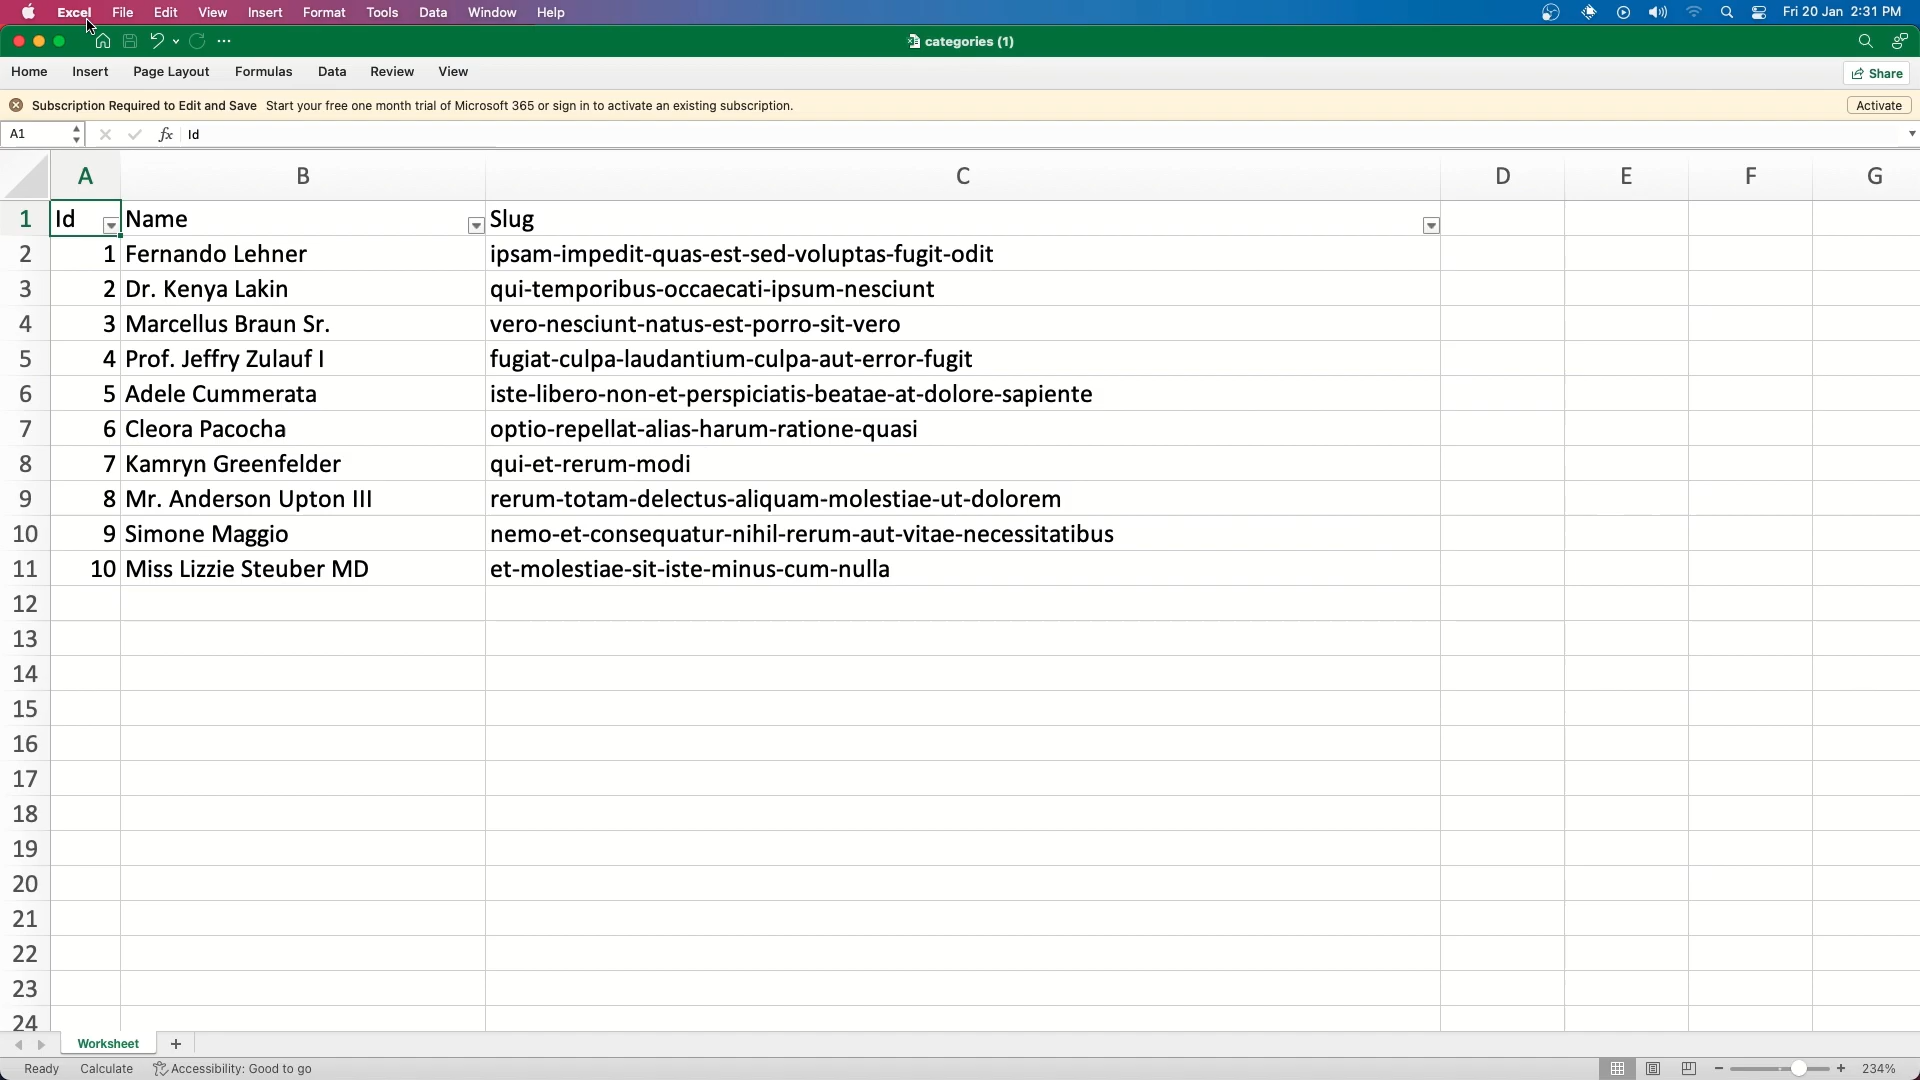 Excel File Edit View Insert Format Tools Data Window Help Fri 20 Jan 2:31 PM
categories (1)
Home Insert Page Layout Formulas Data Review View Share
Subscription Required to Edit and Save Start your free one month trial of Microsoft 365 or sign in to activate an existing subscription. Activate
A1 fx Id
A B C D E F G
1 Id Name Slug
2 1 Fernando Lehner ipsam-impedit-quas-est-sed-voluptas-fugit-odit
3 2 Dr. Kenya Lakin qui-temporibus-occaecati-ipsum-nesciunt
4 3 Marcellus Braun Sr. vero-nesciunt-natus-est-porro-sit-vero
5 4 Prof. Jeffry Zulauf I fugiat-culpa-laudantium-culpa-aut-error-fugit
6 5 Adele Cummerata iste-libero-non-et-perspiciatis-beatae-at-dolore-sapiente
7 6 Cleora Pacocha optio-repellat-alias-harum-ratione-quasi
8 7 Kamryn Greenfelder qui-et-rerum-modi
9 8 Mr. Anderson Upton III rerum-totam-delectus-aliquam-molestiae-ut-dolorem
10 9 Simone Maggio nemo-et-consequatur-nihil-rerum-aut-vitae-necessitatibus
11 10 Miss Lizzie Steuber MD et-molestiae-sit-iste-minus-cum-nulla
12
13
14
15
16
17
18
19
20
21
22
23
24
Worksheet +
Ready Calculate Accessibility: Good to go 234%